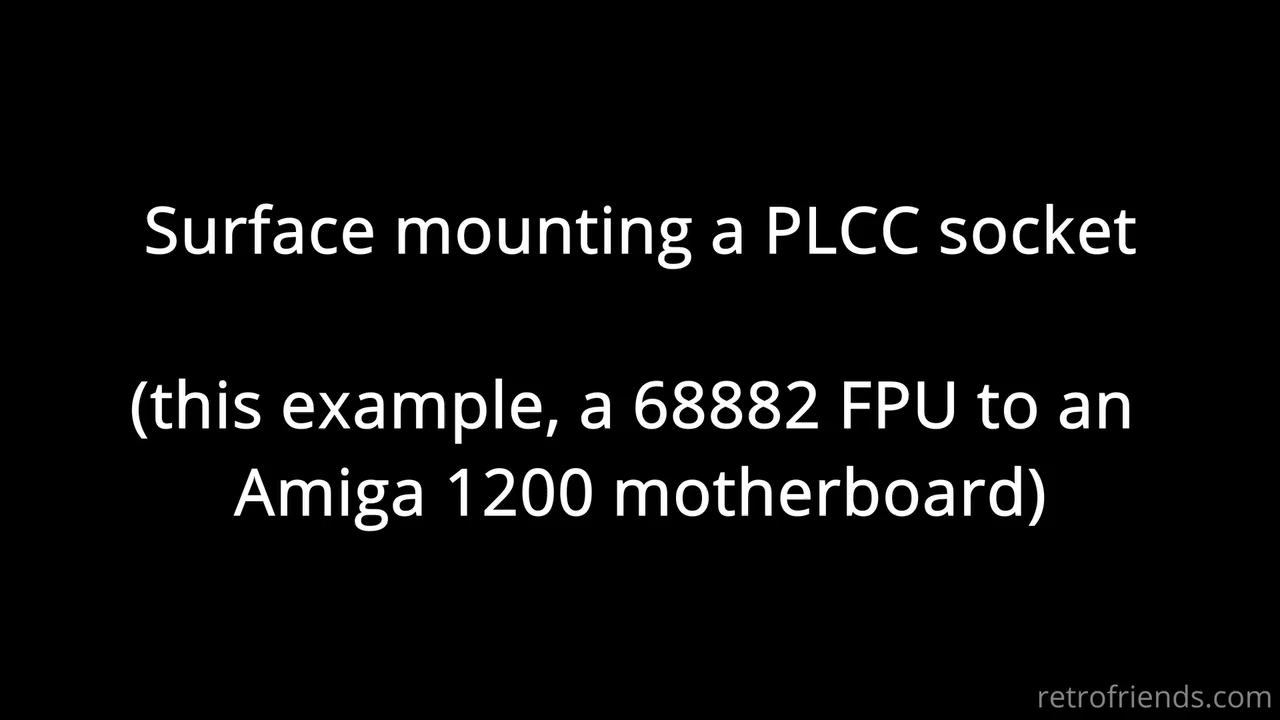 Surface mounting a PLCC socket
(this example, a 68882 FPU to an
Amiga 1200 motherboard)
retrofriends.com